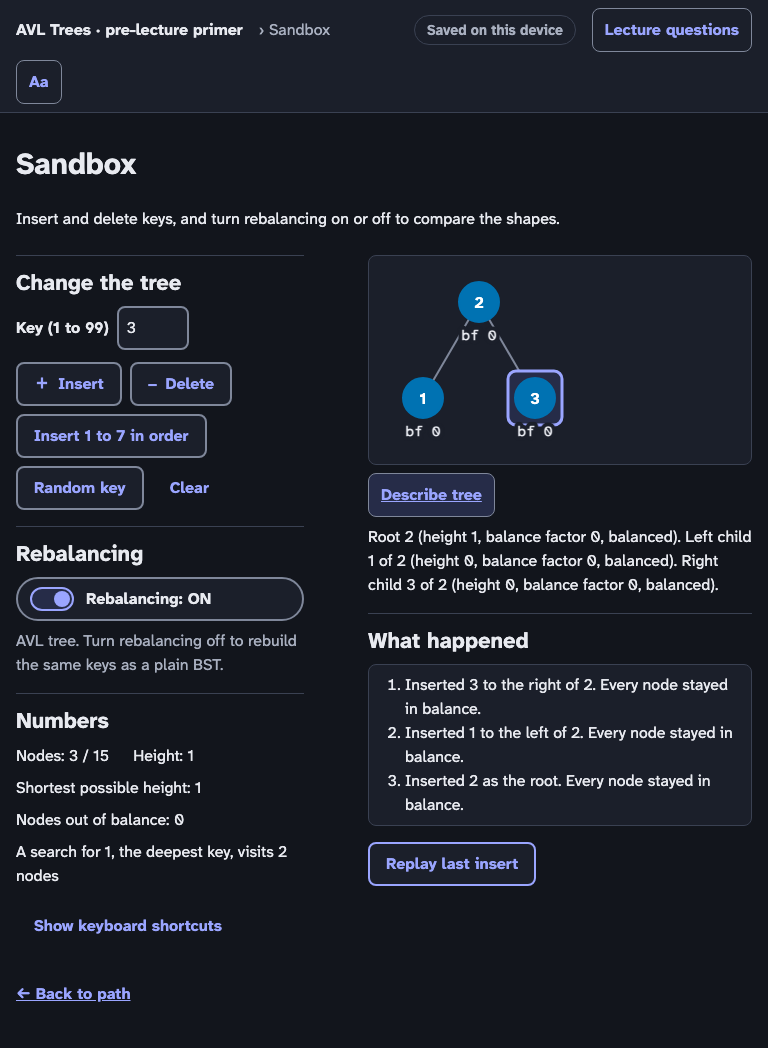 AVL Trees · pre-lecture primer › Sandbox
Saved on this device
Lecture questions
Aa
Sandbox
Insert and delete keys, and turn rebalancing on or off to compare the shapes.
Change the tree
Key (1 to 99) 3
+ Insert
– Delete
Insert 1 to 7 in order
Random key
Clear
Rebalancing
Rebalancing: ON
AVL tree. Turn rebalancing off to rebuild
the same keys as a plain BST.
Numbers
Nodes: 3 / 15 Height: 1
Shortest possible height: 1
Nodes out of balance: 0
A search for 1, the deepest key, visits 2
nodes
Show keyboard shortcuts
← Back to path
2
bf 0
1
bf 0
3
bf 0
Describe tree
Root 2 (height 1, balance factor 0, balanced). Left child
1 of 2 (height 0, balance factor 0, balanced). Right
child 3 of 2 (height 0, balance factor 0, balanced).
What happened
1. Inserted 3 to the right of 2. Every node stayed
in balance.
2. Inserted 1 to the left of 2. Every node stayed in
balance.
3. Inserted 2 as the root. Every node stayed in
balance.
Replay last insert